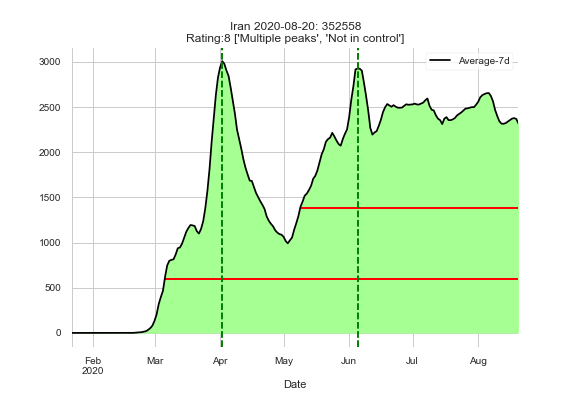 Iran 2020-08-20: 352558
Rating:8 ['Multiple peaks', 'Not in control']
Average-7d
3000
2500
2000
1500
1000
500
0
Feb
2020
Mar
Apr
May
Jun
Jul
Aug
Date